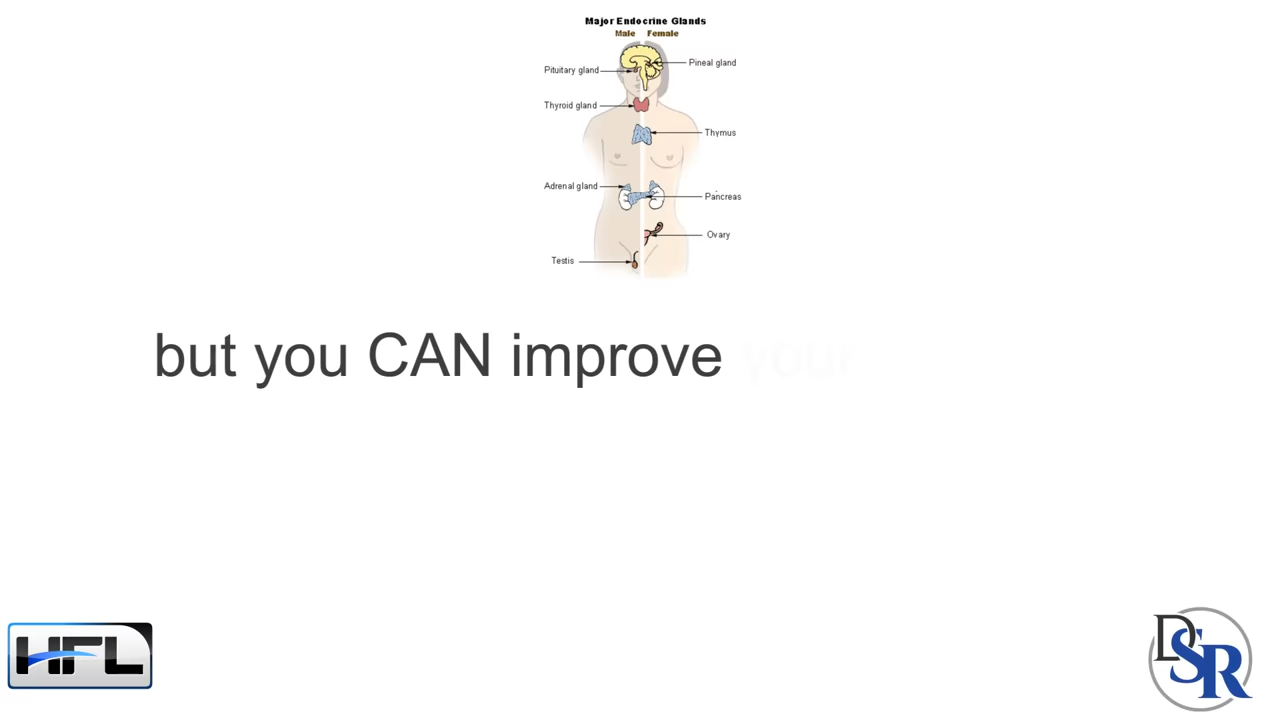 Major Endocrine Glands
Male Female
Pineal gland
Pituitary gland
Thyroid gland
Thymus
Adrenal gland
Pancreas
Ovary
Testis
but you CAN improve your
HFL
DSR